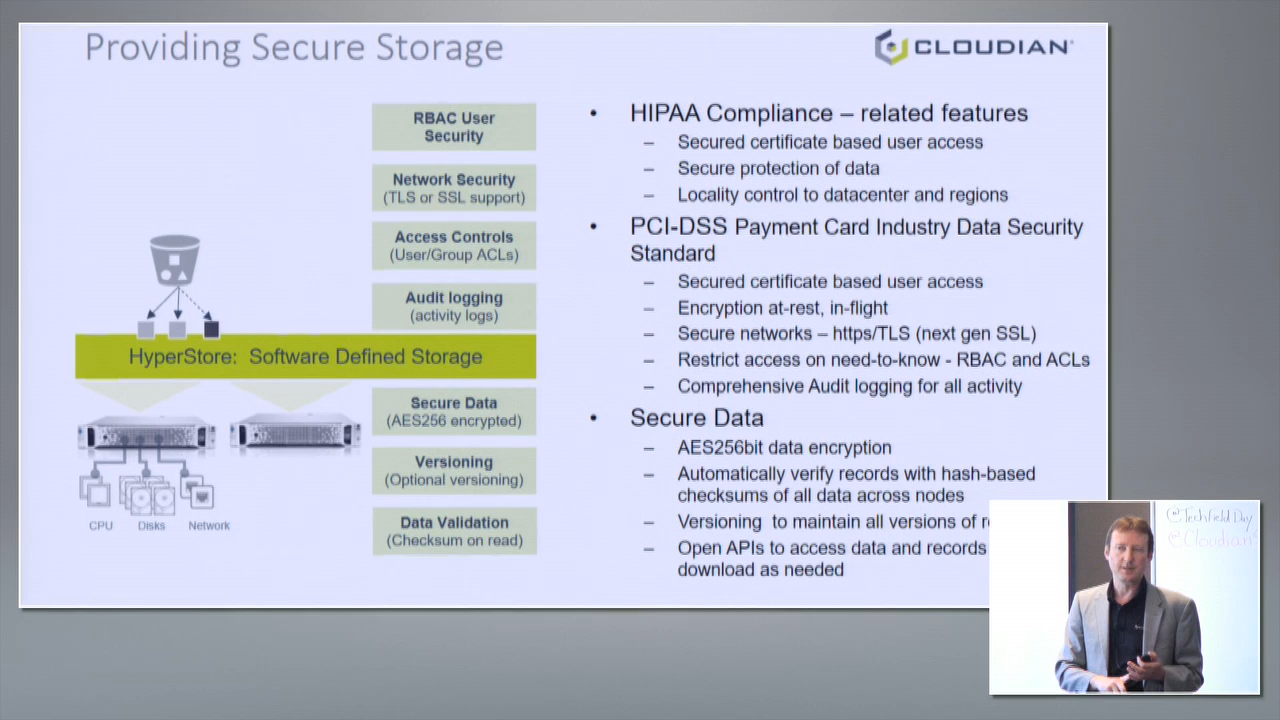 Providing Secure Storage
CLOUDIAN
RBAC User
Security
Network Security
(TLS or SSL support)
Access Controls
(User/Group ACLs)
Audit logging
(activity logs)
HyperStore: Software Defined Storage
Secure Data
(AES256 encrypted)
Versioning
(Optional versioning)
Data Validation
(Checksum on read)
CPU
Disks
Network
• HIPAA Compliance – related features
– Secured certificate based user access
– Secure protection of data
– Locality control to datacenter and regions
• PCI-DSS Payment Card Industry Data Security
Standard
– Secured certificate based user access
– Encryption at-rest, in-flight
– Secure networks – https/TLS (next gen SSL)
– Restrict access on need-to-know - RBAC and ACLs
– Comprehensive Audit logging for all activity
• Secure Data
– AES256bit data encryption
– Automatically verify records with hash-based
checksums of all data across nodes
– Versioning to maintain all versions of
– Open APIs to access data and records
download as needed
@TechFieldDay
@Cloudian